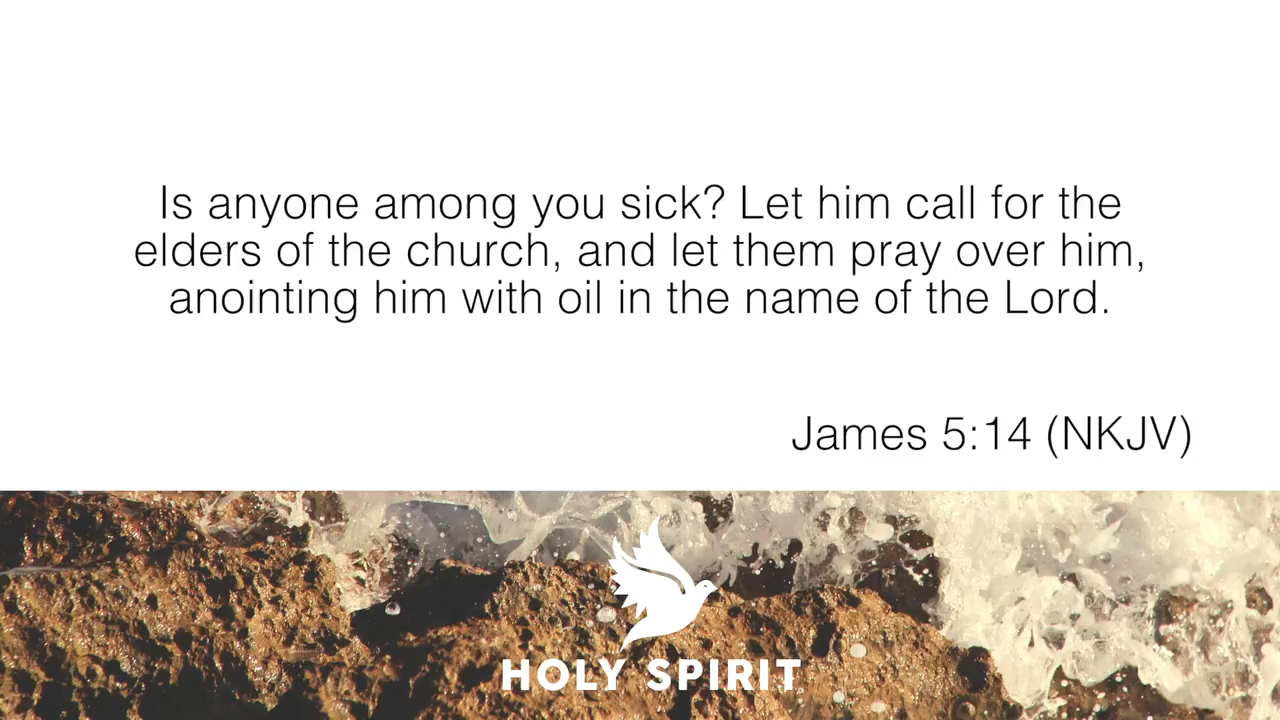 Is anyone among you sick? Let him call for the
elders of the church, and let them pray over him,
anointing him with oil in the name of the Lord.
James 5:14 (NKJV)
HOLY SPIRIT